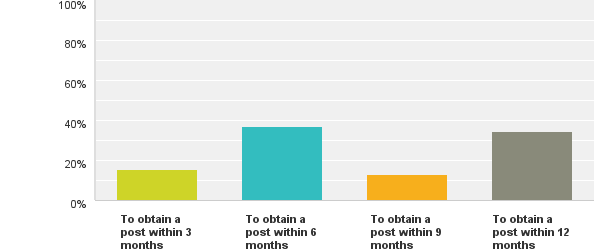 100%
80%
60%
40%
20%
0%
To obtain a
post within 3
months
To obtain a
post within 6
months
To obtain a
post within 9
months
To obtain a
post within 12
months